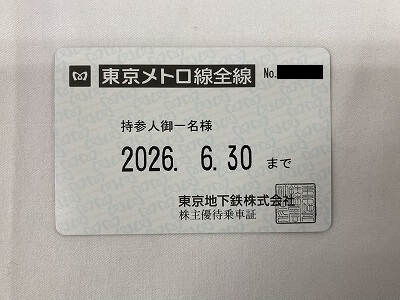 東京メトロ線全線 No.
持参人御一名様
2026. 6.30 まで
東京地下鉄株式会社
株主優待乗車証